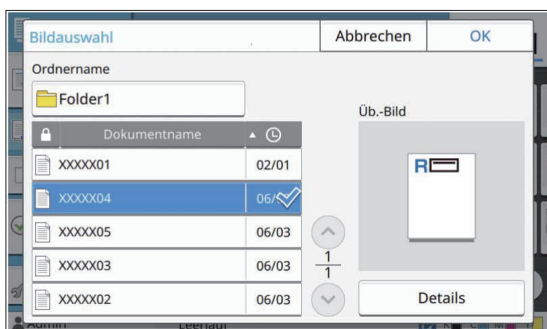 Bildauswahl
Abbrechen
OK
Ordnername
Folder1
Üb.-Bild
Dokumentname
XXXXX01 02/01
XXXXX04 06/
XXXXX05 06/03
XXXXX03 06/03
XXXXX02 06/03
1
1
R
Details
Admin Leerlauf